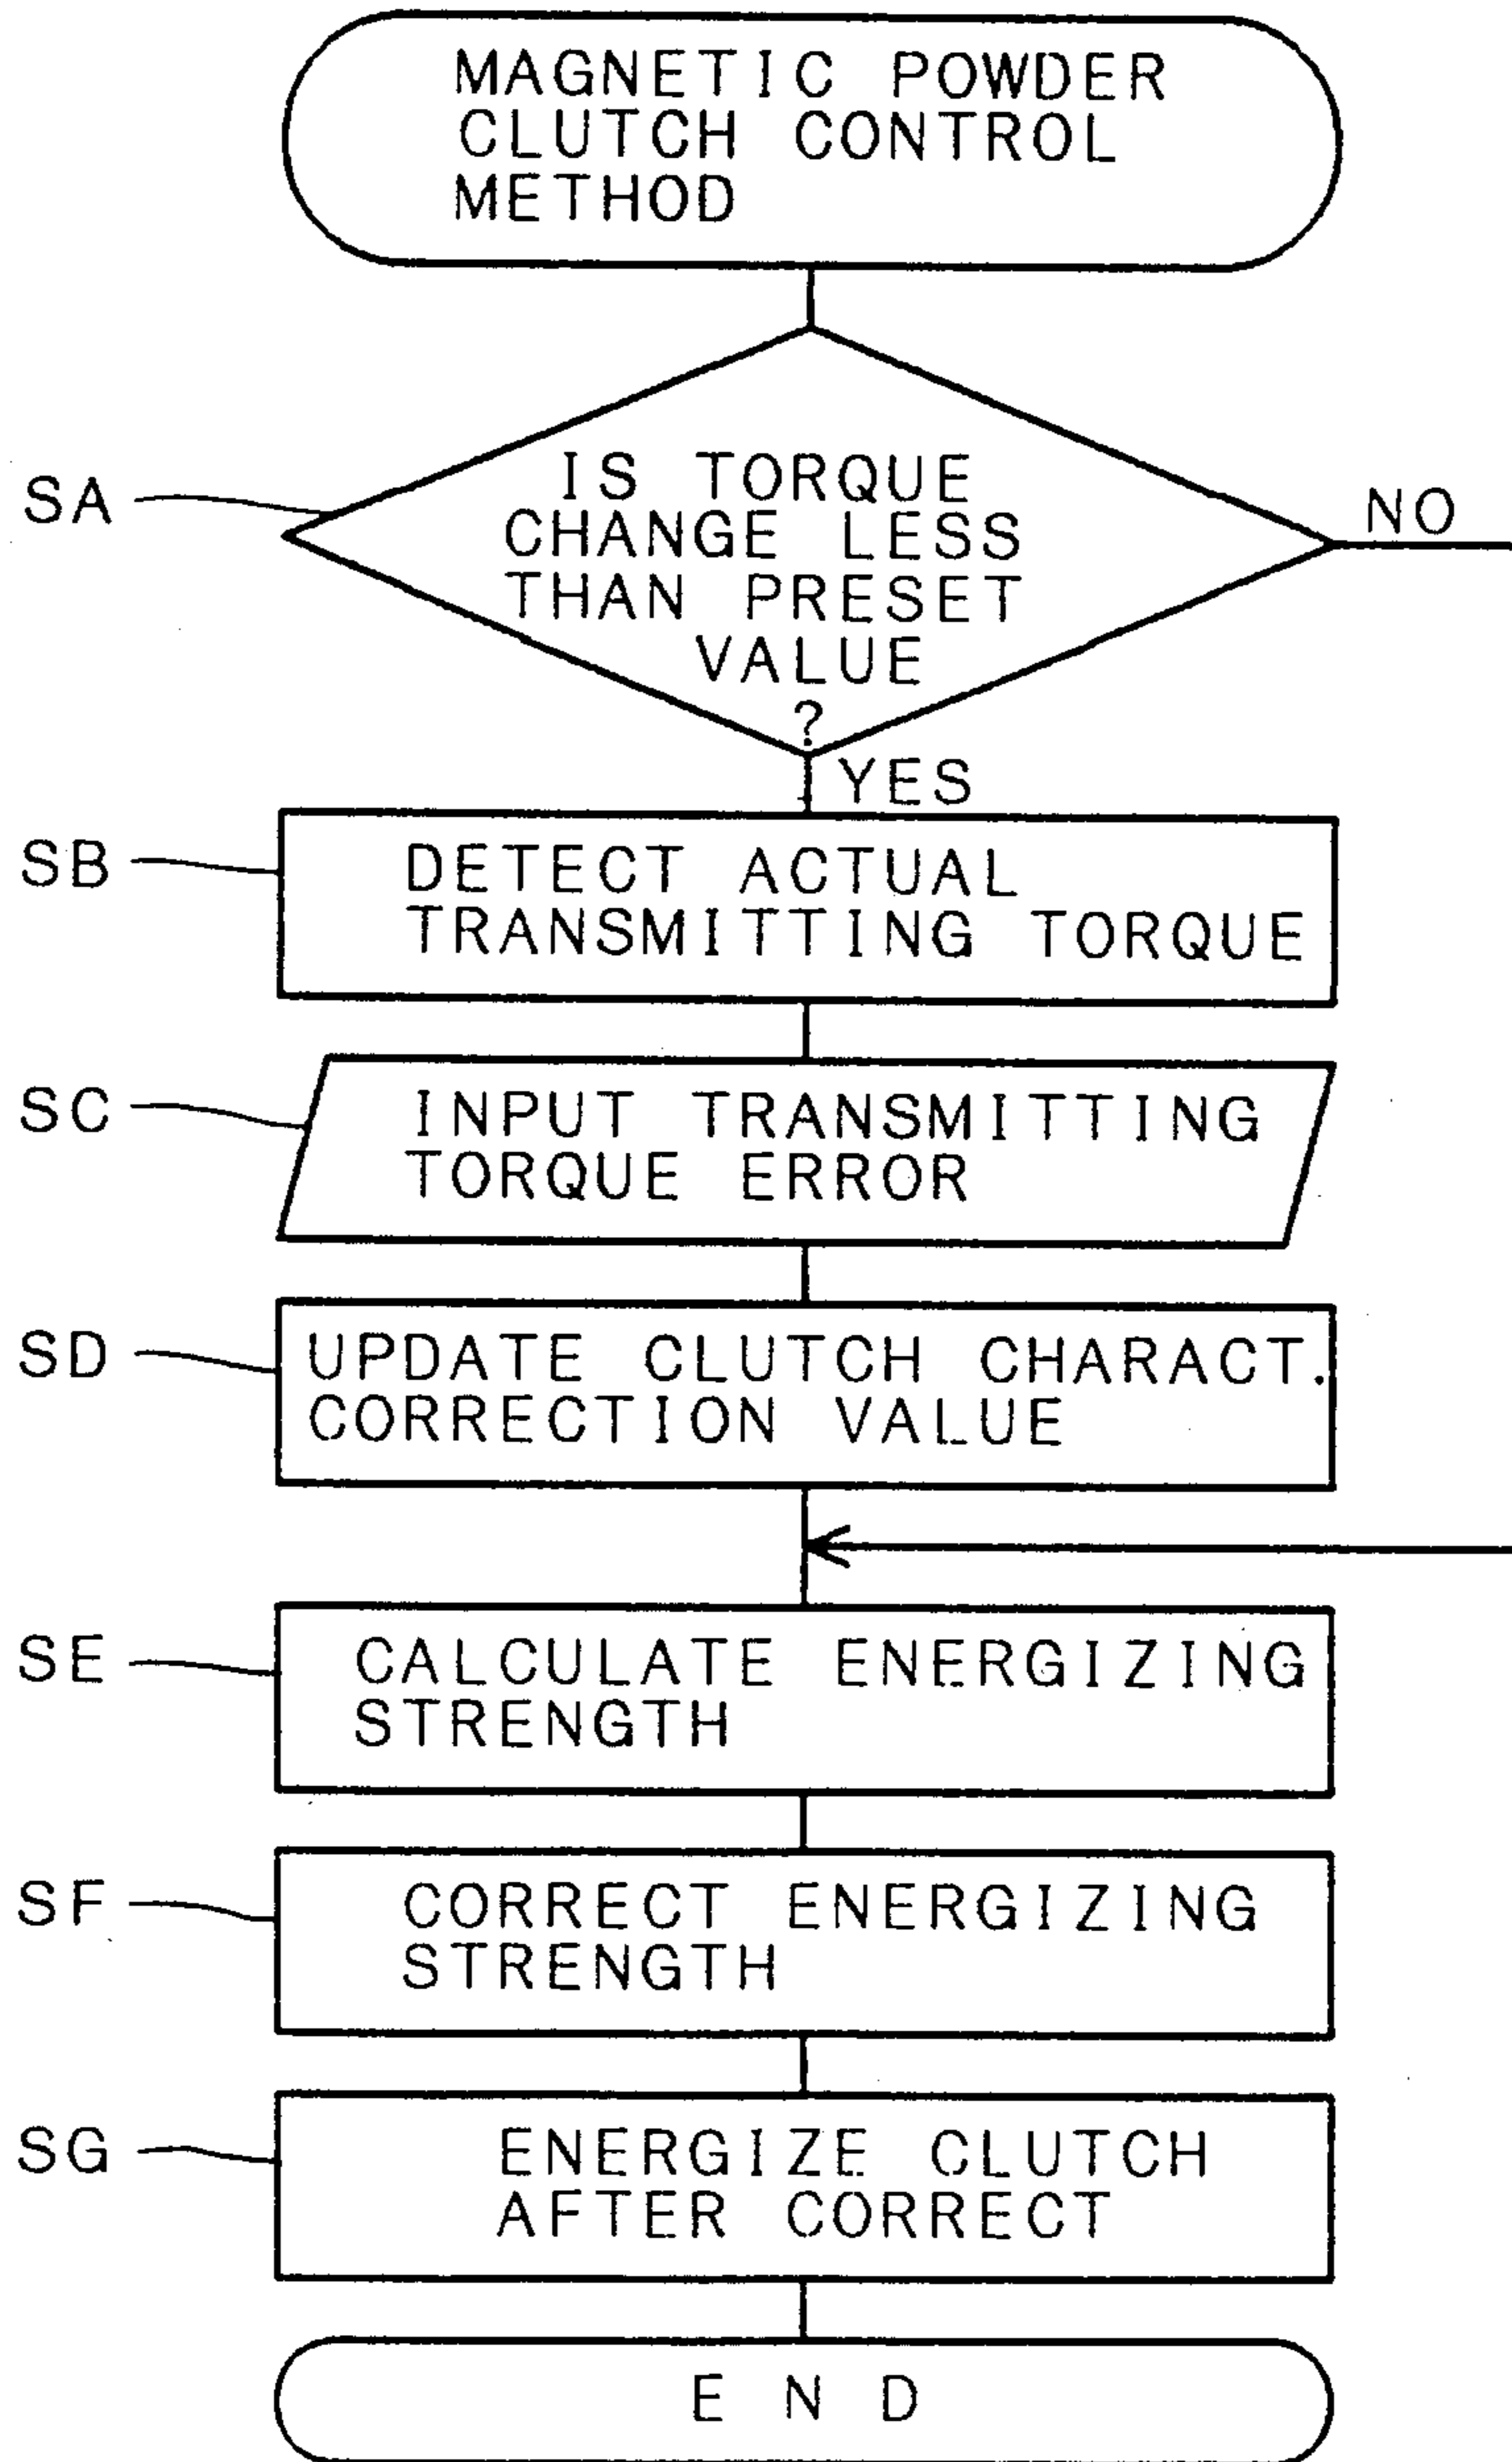 MAGNETIC POWDER
CLUTCH CONTROL
METHOD
SA
IS TORQUE
CHANGE LESS
THAN PRESET
VALUE
?
NO
YES
SB
DETECT ACTUAL
TRANSMITTING TORQUE
SC
INPUT TRANSMITTING
TORQUE ERROR
SD
UPDATE CLUTCH CHARACT.
CORRECTION VALUE
SE
CALCULATE ENERGIZING
STRENGTH
SF
CORRECT ENERGIZING
STRENGTH
SG
ENERGIZE CLUTCH
AFTER CORRECT
END